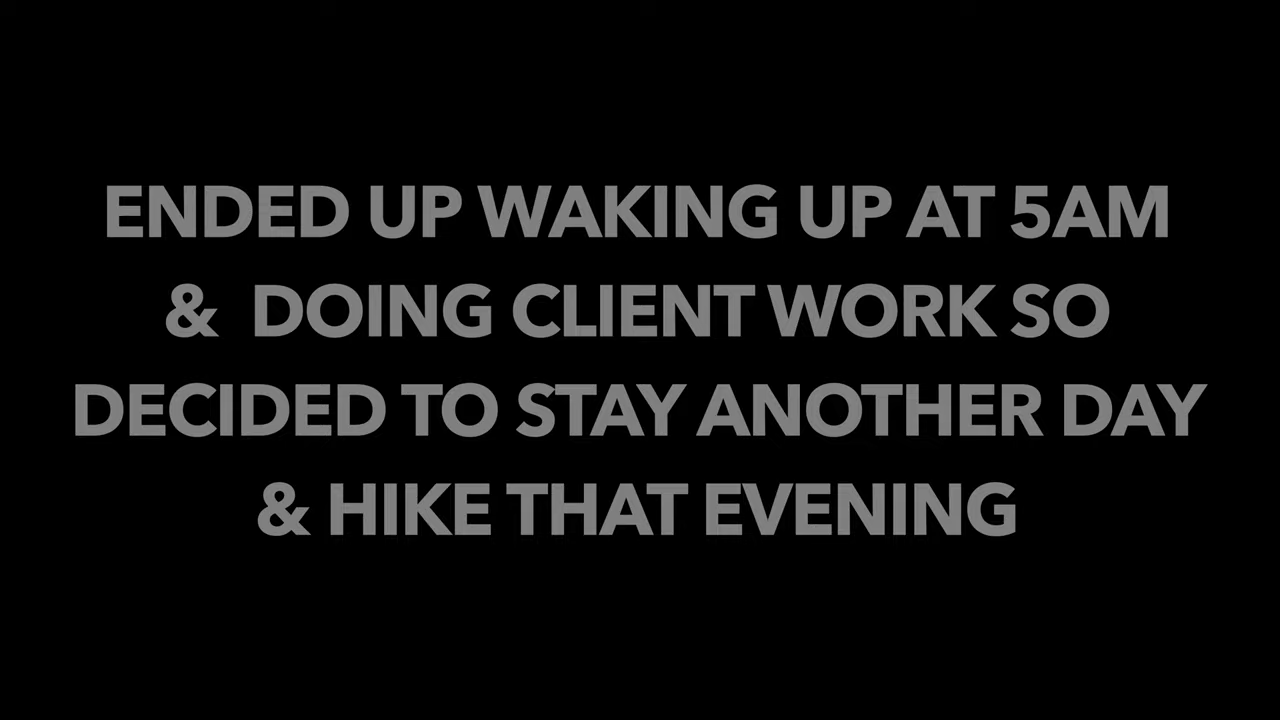 ENDED UP WAKING UP AT 5AM
& DOING CLIENT WORK SO
DECIDED TO STAY ANOTHER DAY
& HIKE THAT EVENING